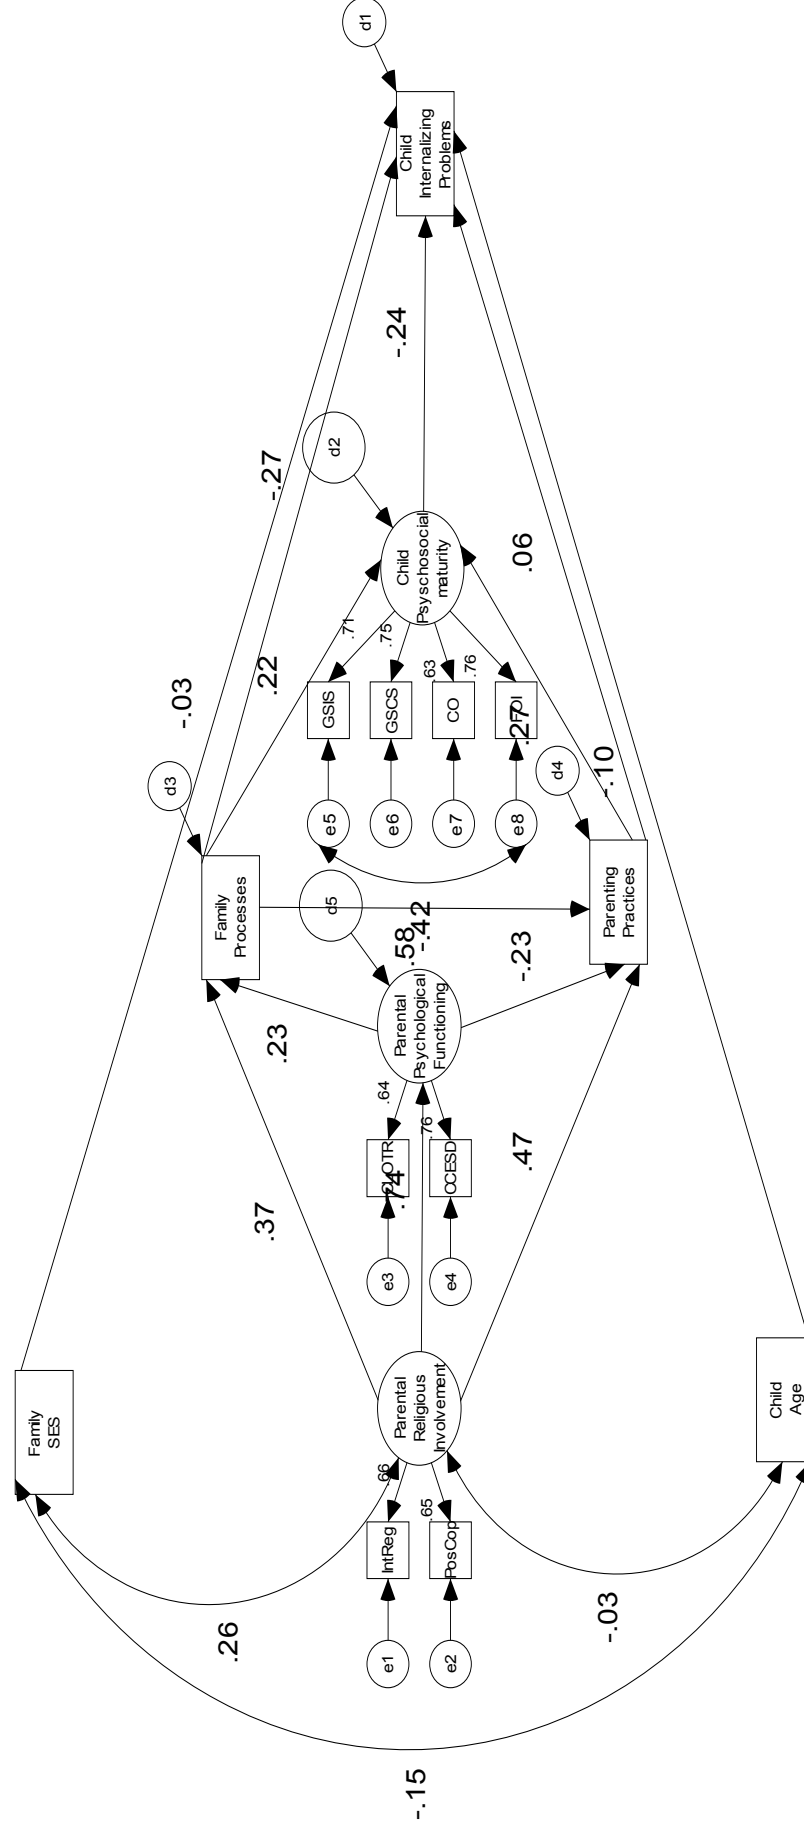 Family
SES
-.03
-.27
Family
Processes
d3
.22
.37
.23
.26
d5
d2
d1
IntReg
e1
.66
PosCop
e2
.65
Parental
Religious
Involvement
e3
CLOTR
.64
e4
CCESD
.76
.74
Parental
Psychological
Functioning
.58
-.42
e5
GSIS
.71
e6
GSCS
.75
e7
CO
.63
e8
FOI
.76
.27
Child
Psyschosocial
maturity
-.24
Child
Internalizing
Problems
-.15
-.03
.47
-.23
d4
-.10
.06
Parenting
Practices
Child
Age